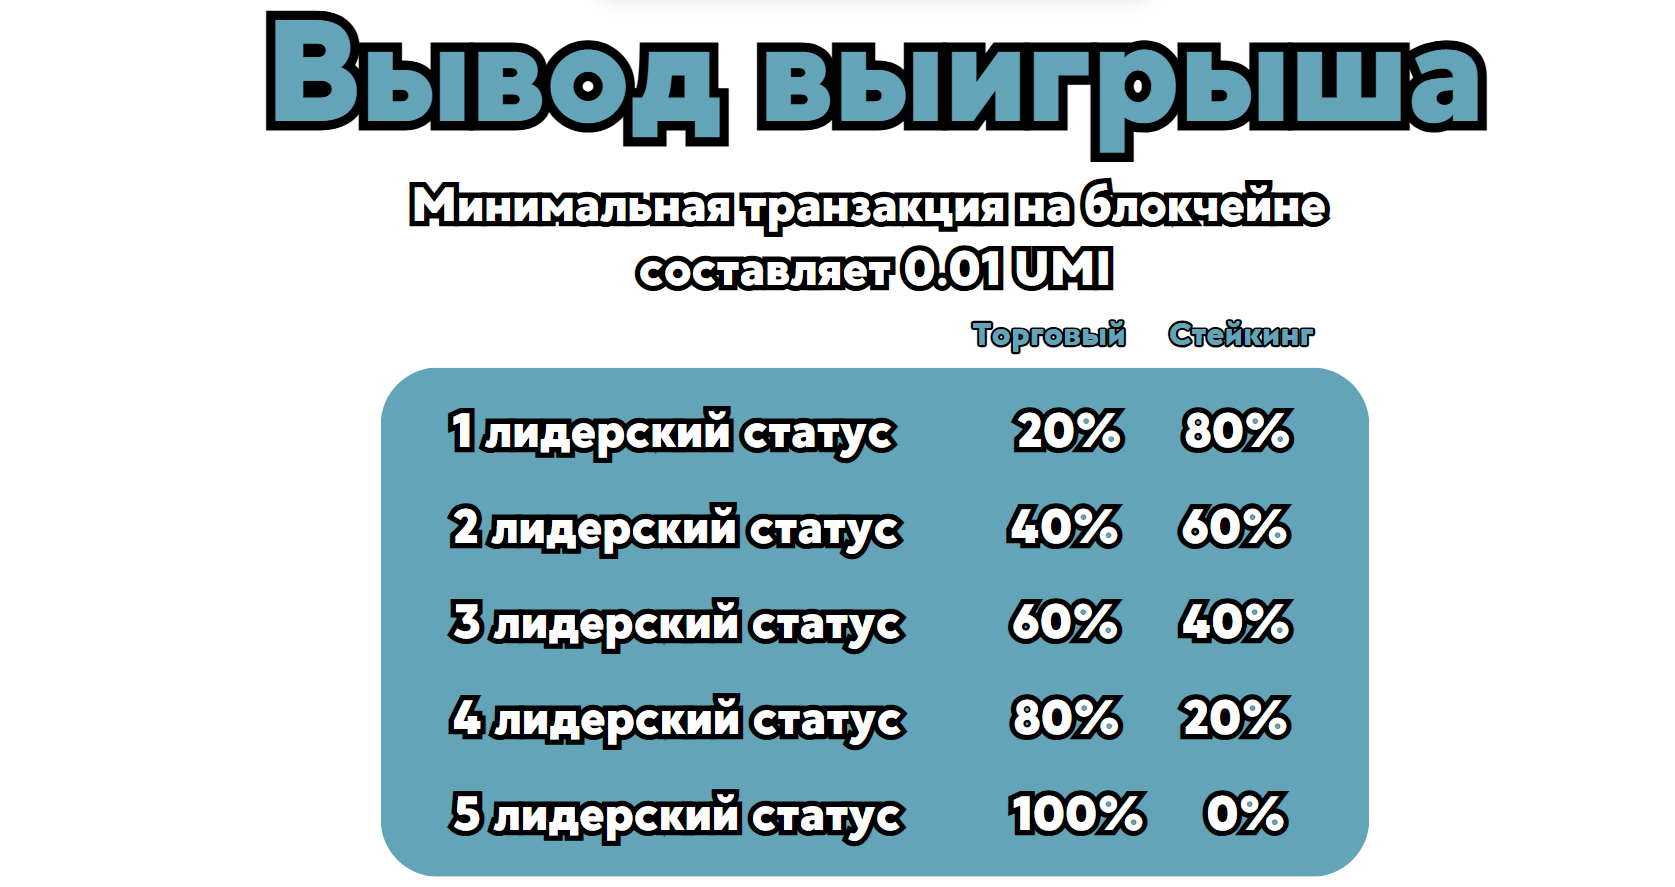 Вывод выигрыша
Минимальная транзакция на блокчейне
составляет 0.01 UMI
Торговый Стейкинг
1 лидерский статус 20% 80%
2 лидерский статус 40% 60%
3 лидерский статус 60% 40%
4 лидерский статус 80% 20%
5 лидерский статус 100% 0%